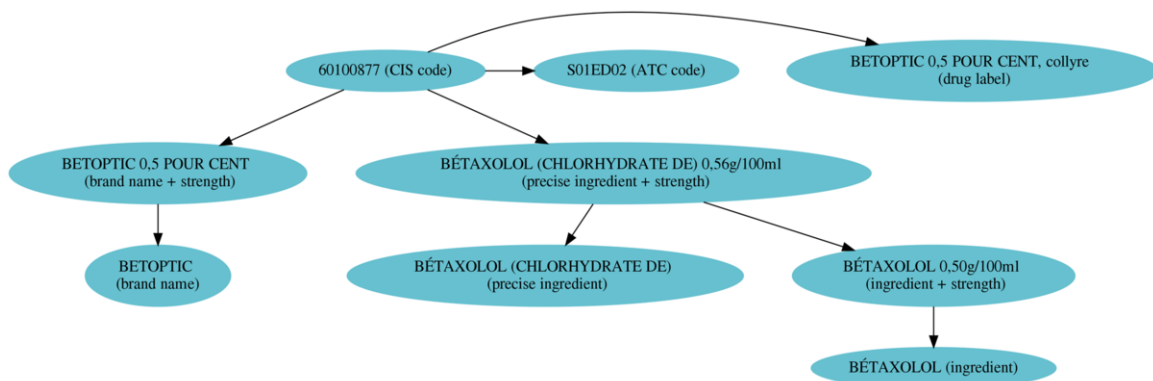 60100877 (CIS code)
S01ED02 (ATC code)
BETOPTIC 0,5 POUR CENT, collyre
(drug label)
BETOPTIC 0,5 POUR CENT
(brand name + strength)
BÉTAXOLOL (CHLORHYDRATE DE) 0,56g/100ml
(precise ingredient + strength)
BETOPTIC
(brand name)
BÉTAXOLOL (CHLORHYDRATE DE)
(precise ingredient)
BÉTAXOLOL 0,50g/100ml
(ingredient + strength)
BÉTAXOLOL (ingredient)